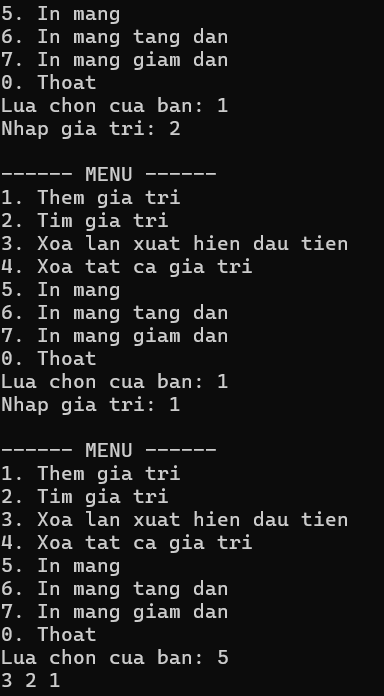 5. In mang
6. In mang tang dan
7. In mang giam dan
0. Thoat
Lua chon cua ban: 1
Nhap gia tri: 2

------ MENU ------
1. Them gia tri
2. Tim gia tri
3. Xoa lan xuat hien dau tien
4. Xoa tat ca gia tri
5. In mang
6. In mang tang dan
7. In mang giam dan
0. Thoat
Lua chon cua ban: 1
Nhap gia tri: 1

------ MENU ------
1. Them gia tri
2. Tim gia tri
3. Xoa lan xuat hien dau tien
4. Xoa tat ca gia tri
5. In mang
6. In mang tang dan
7. In mang giam dan
0. Thoat
Lua chon cua ban: 5
3 2 1